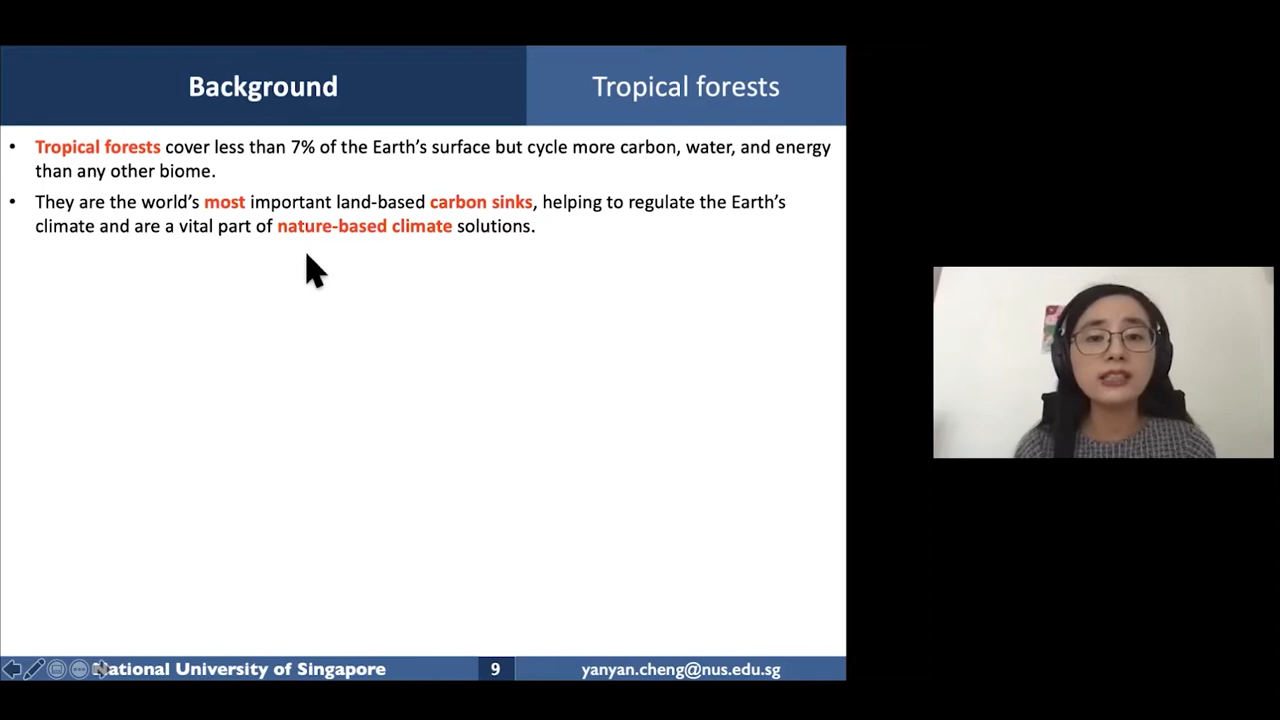 Background
Tropical forests
• Tropical forests cover less than 7% of the Earth's surface but cycle more carbon, water, and energy
than any other biome.
• They are the world's most important land-based carbon sinks, helping to regulate the Earth's
climate and are a vital part of nature-based climate solutions.
National University of Singapore
9
yanyan.cheng@nus.edu.sg